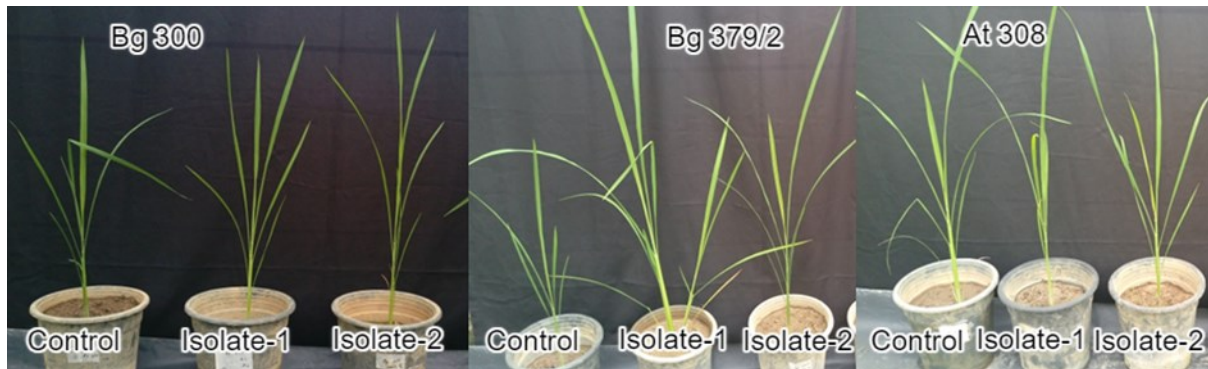 Bg 300
Bg 379/2
At 308
Control
Isolate-1
Isolate-2
Control
Isolate-1
Isolate-2
Control
Isolate-1
Isolate-2